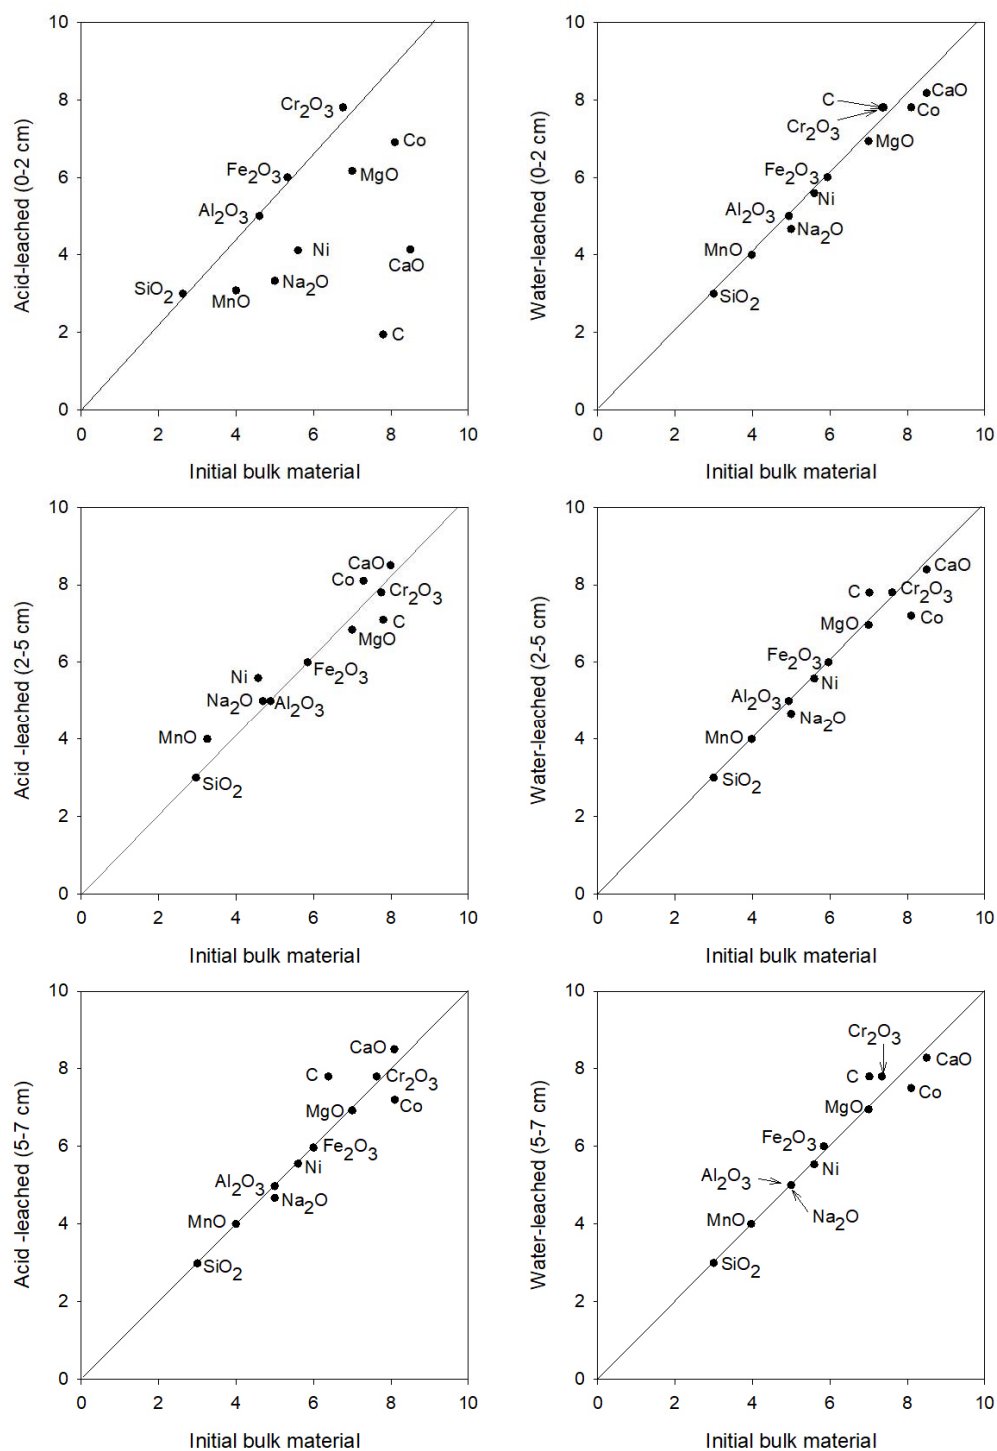 10
8
6
4
2
0
Acid-leached (0-2 cm)
Cr2O3
Co
MgO
Fe2O3
Al2O3
Ni
CaO
Na2O
SiO2
MnO
C
0 2 4 6 8 10
Initial bulk material
10
8
6
4
2
0
Water-leached (0-2 cm)
C
CaO
Co
Cr2O3
MgO
Fe2O3
Ni
Al2O3
Na2O
MnO
SiO2
0 2 4 6 8 10
Initial bulk material
10
8
6
4
2
0
Acid -leached (2-5 cm)
CaO
Co
Cr2O3
C
MgO
Fe2O3
Ni
Na2O
Al2O3
MnO
SiO2
0 2 4 6 8 10
Initial bulk material
10
8
6
4
2
0
Water-leached (2-5 cm)
CaO
C
Cr2O3
Co
MgO
Fe2O3
Ni
Al2O3
Na2O
MnO
SiO2
0 2 4 6 8 10
Initial bulk material
10
8
6
4
2
0
Acid -leached (5-7 cm)
CaO
C
Cr2O3
Co
MgO
Fe2O3
Ni
Al2O3
Na2O
MnO
SiO2
0 2 4 6 8 10
Initial bulk material
10
8
6
4
2
0
Water-leached (5-7 cm)
Cr2O3
CaO
C
Co
MgO
Fe2O3
Ni
Al2O3
Na2O
MnO
SiO2
0 2 4 6 8 10
Initial bulk material